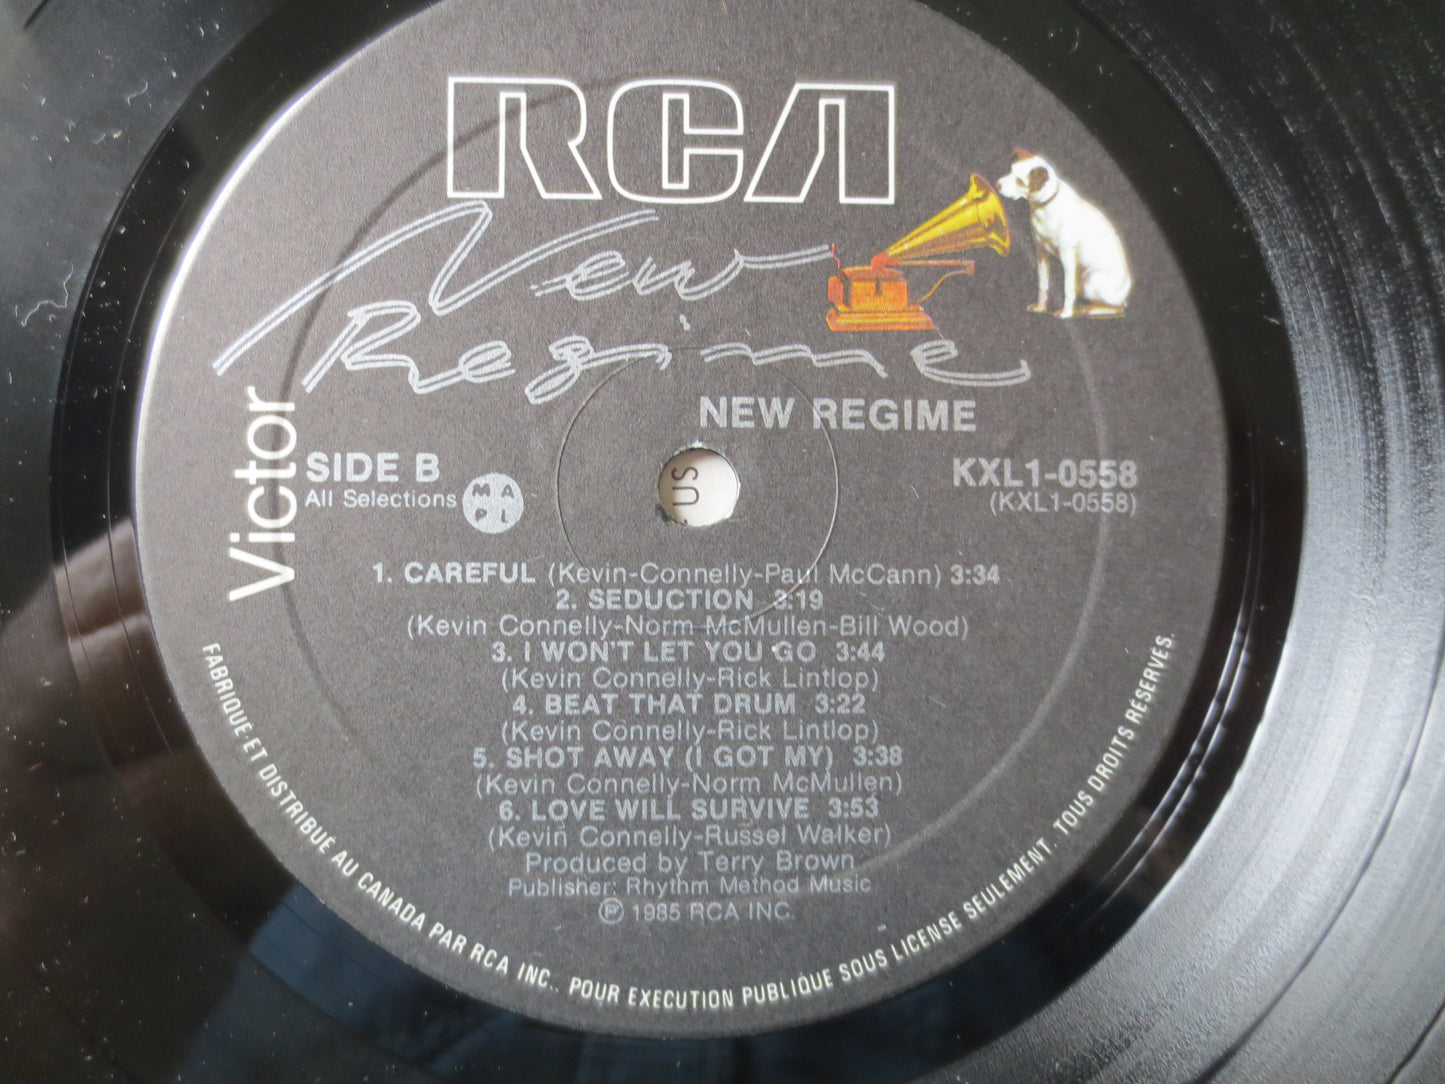 RCA
New
Regime
Victor
NEW REGIME
SIDE B
All Selections
MAPL
KXL1-0558
(KXL1-0558)
US
1. CAREFUL (Kevin-Connelly-Paul McCann) 3:34
2. SEDUCTION 3:19
(Kevin Connelly-Norm McMullen-Bill Wood)
3. I WON'T LET YOU GO 3:44
(Kevin Connelly-Rick Lintlop)
4. BEAT THAT DRUM 3:22
(Kevin Connelly-Rick Lintlop)
5. SHOT AWAY (I GOT MY) 3:38
(Kevin Connelly-Norm McMullen)
6. LOVE WILL SURVIVE 3:53
(Kevin Connelly-Russel Walker)
Produced by Terry Brown
Publisher: Rhythm Method Music
℗ 1985 RCA INC.
FABRIQUÉ ET DISTRIBUÉ AU CANADA PAR RCA INC.. POUR EXECUTION PUBLIQUE SOUS LICENSE SEULEMENT. TOUS DROITS RÉSERVÉS.